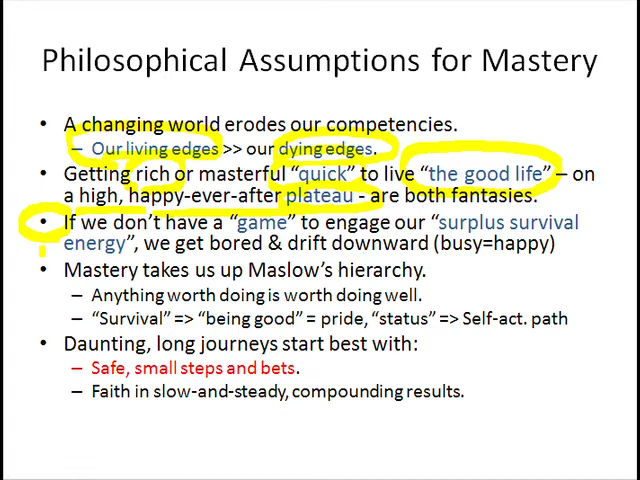 Philosophical Assumptions for Mastery
• A changing world erodes our competencies.
– Our living edges >> our dying edges.
• Getting rich or masterful “quick” to live “the good life” – on
a high, happy-ever-after plateau - are both fantasies.
• If we don’t have a “game” to engage our “surplus survival
energy”, we get bored & drift downward (busy=happy)
• Mastery takes us up Maslow’s hierarchy.
– Anything worth doing is worth doing well.
– “Survival” => “being good” = pride, “status” => Self-act. path
• Daunting, long journeys start best with:
– Safe, small steps and bets.
– Faith in slow-and-steady, compounding results.